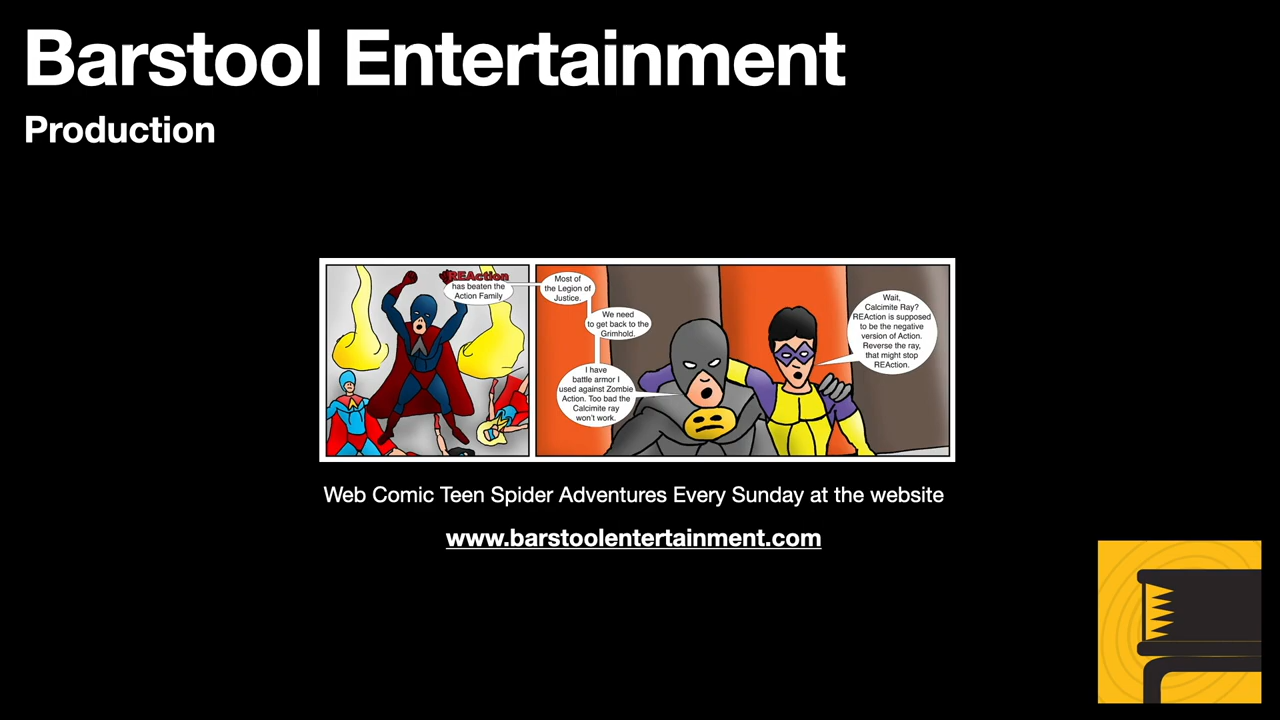 Barstool Entertainment
Production
REAction
has beaten the
Action Family
Most of
the Legion of
Justice.
We need
to get back to the
Grimhold.
I have
battle armor I
used against Zombie
Action. Too bad the
Calcimite ray
won't work.
Wait,
Calcimite Ray?
REAction is supposed
to be the negative
version of Action.
Reverse the ray,
that might stop
REAction.
Web Comic Teen Spider Adventures Every Sunday at the website
www.barstoolentertainment.com